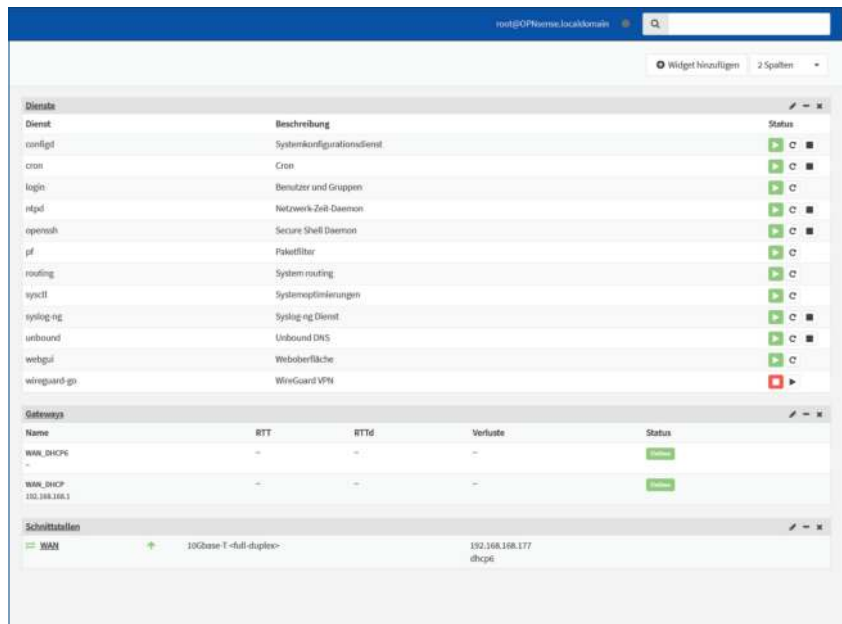 root@OPNsense.localdomain
Widget hinzufügen 2 Spalten
Dienste
Dienst Beschreibung Status
configd Systemkonfigurationsdienst
cron Cron
login Benutzer und Gruppen
ntpd Netzwerk-Zeit-Daemon
openssh Secure Shell Daemon
pf Paketfilter
routing System routing
sysctl Systemoptimierungen
syslog-ng Syslog-ng Dienst
unbound Unbound DNS
webgui Weboberfläche
wireguard-go WireGuard VPN
Gateways
Name RTT RTTd Verluste Status
WAN_DHCP6 ~ ~ ~ Online
~
WAN_DHCP ~ ~ ~ Online
192.168.168.1
Schnittstellen
WAN 10Gbase-T <full-duplex> 192.168.168.177
dhcp6